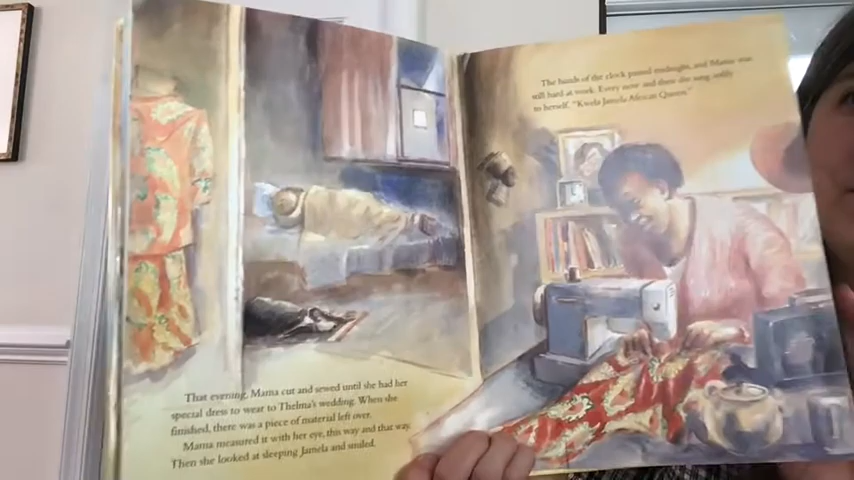 That evening, Mama cut and sewed until she had her
special dress to wear to Thelma's wedding. When she
finished, there was a piece of material left over.
Mama measured it with her eye, this way and that way.
Then she looked at sleeping Jamela and smiled.
The hands of the clock passed midnight, and Mama was
still hard at work. Every now and then she sang softly
to herself, "Kwela Jamela African Queen."